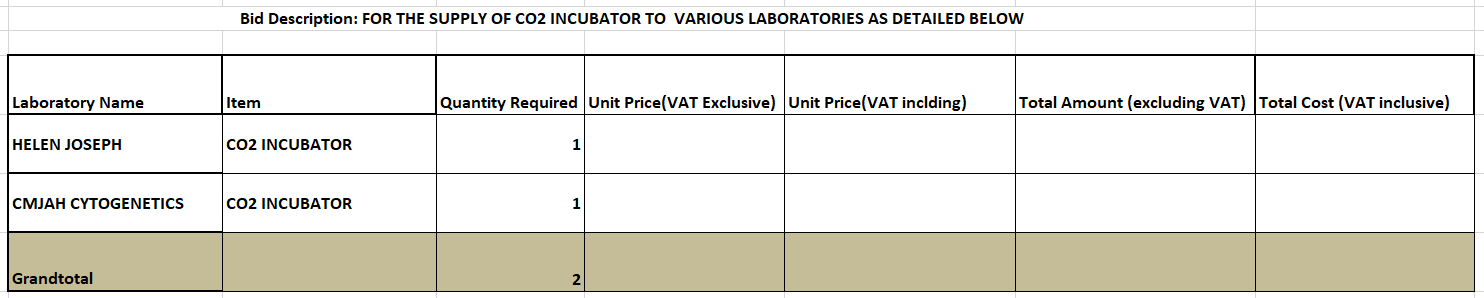 Bid Description: FOR THE SUPPLY OF CO2 INCUBATOR TO  VARIOUS LABORATORIES AS DETAILED BELOW
Laboratory Name Item Quantity Required Unit Price(VAT Exclusive) Unit Price(VAT inclding) Total Amount (excluding VAT) Total Cost (VAT inclusive)
HELEN JOSEPH CO2 INCUBATOR 1
CMJAH CYTOGENETICS CO2 INCUBATOR 1
Grandtotal 2